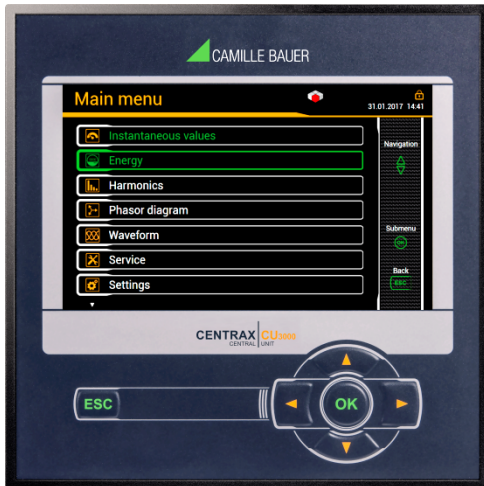 CAMILLE BAUER
Main menu
31.01.2017 14:41
Instantaneous values
Navigation
Energy
Harmonics
Phasor diagram
Waveform
Submenu
OK
Service
Back
ESC
Settings
CENTRAX CU3000
CENTRAL UNIT
ESC
OK